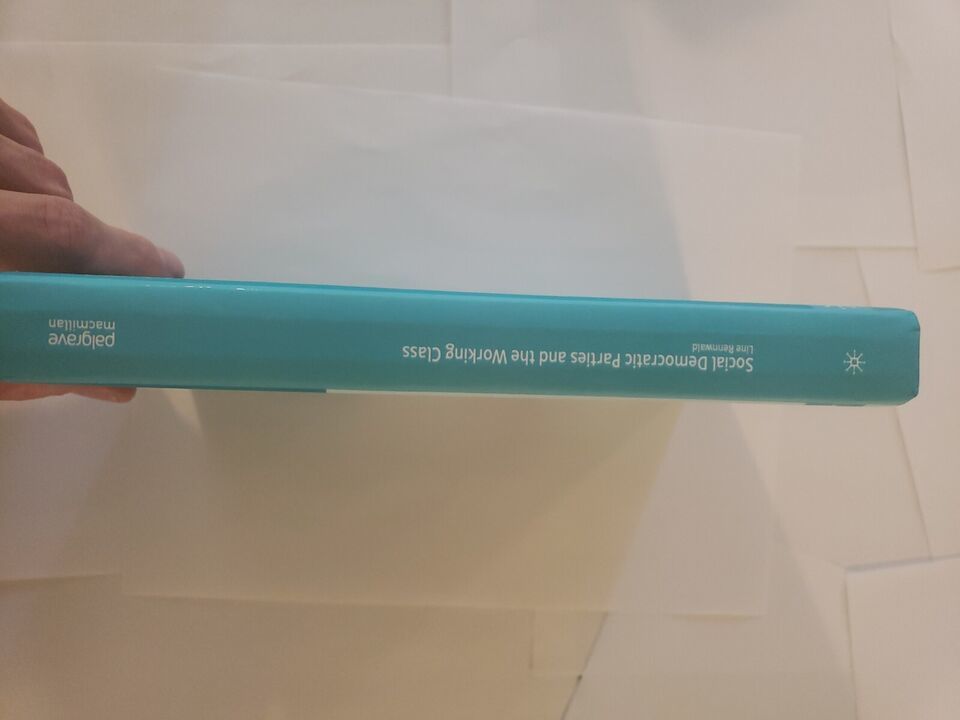 Line Rennwald
Social Democratic Parties and the Working Class
palgrave
macmillan